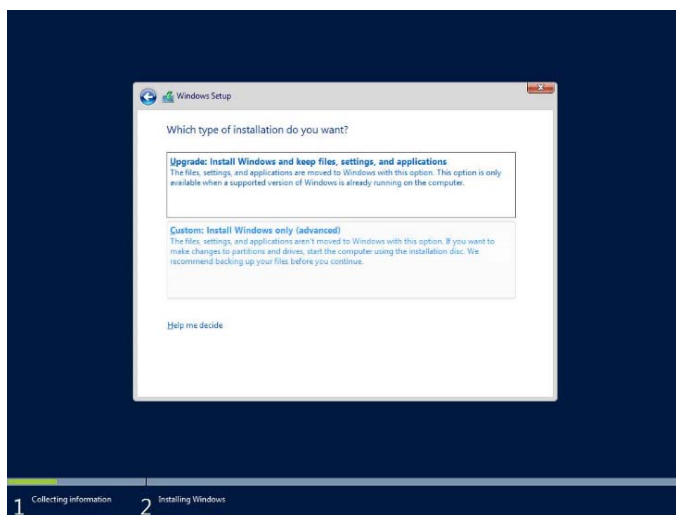 Windows Setup
Which type of installation do you want?
Upgrade: Install Windows and keep files, settings, and applications
The files, settings, and applications are moved to Windows with this option. This option is only
available when a supported version of Windows is already running on the computer.
Custom: Install Windows only (advanced)
The files, settings, and applications aren't moved to Windows with this option. If you want to
make changes to partitions and drives, start the computer using the installation disc. We
recommend backing up your files before you continue.
Help me decide
1 Collecting information 2 Installing Windows